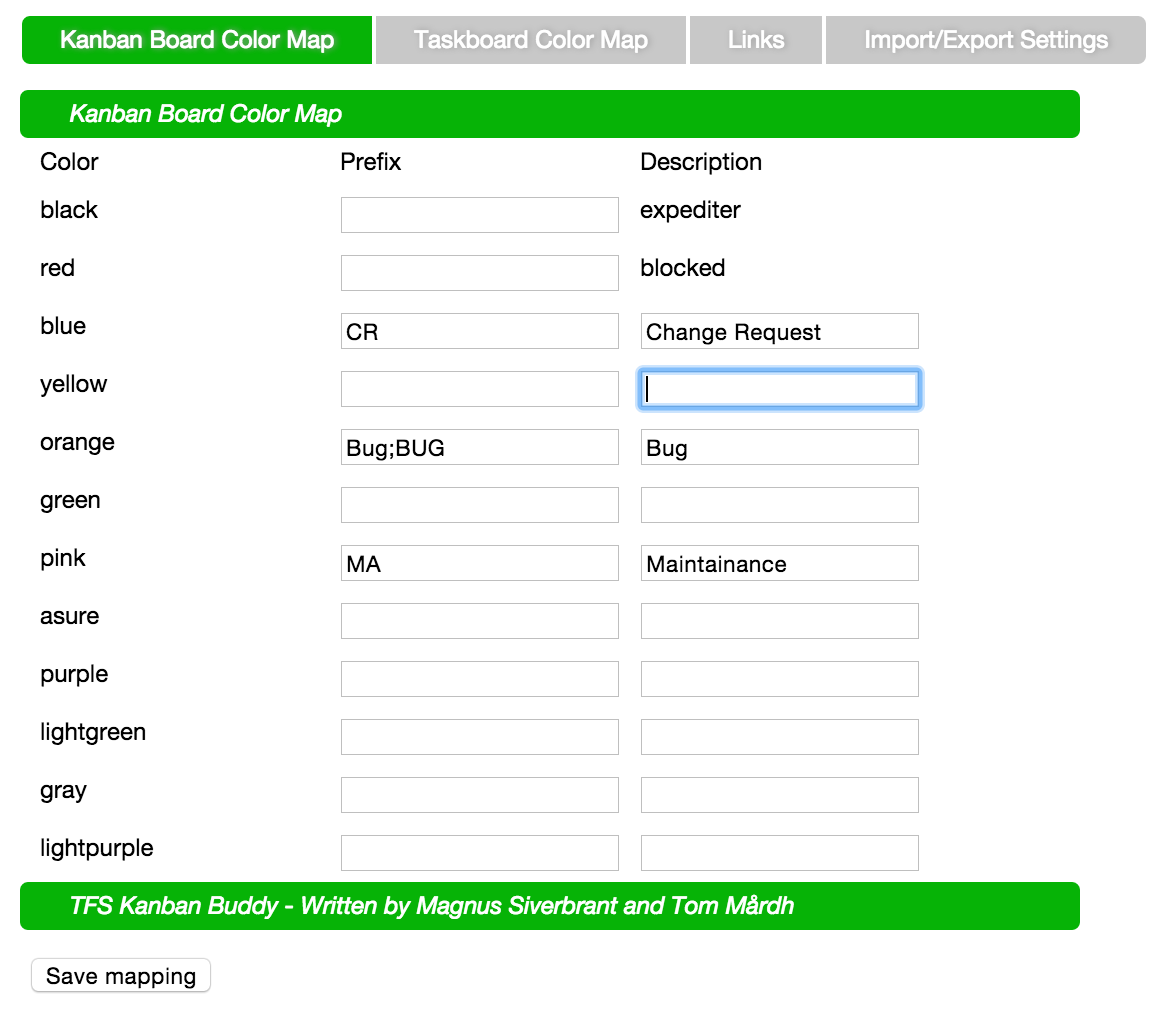 Kanban Board Color Map Taskboard Color Map Links Import/Export Settings
Kanban Board Color Map
Color Prefix Description
black expediter
red blocked
blue CR Change Request
yellow
orange Bug;BUG Bug
green
pink MA Maintainance
asure
purple
lightgreen
gray
lightpurple
TFS Kanban Buddy - Written by Magnus Siverbrant and Tom Mårdh
Save mapping